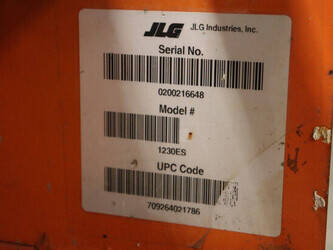 JLG JLG Industries, Inc.
Serial No.
0200216648
Model #
1230ES
UPC Code
709264021786